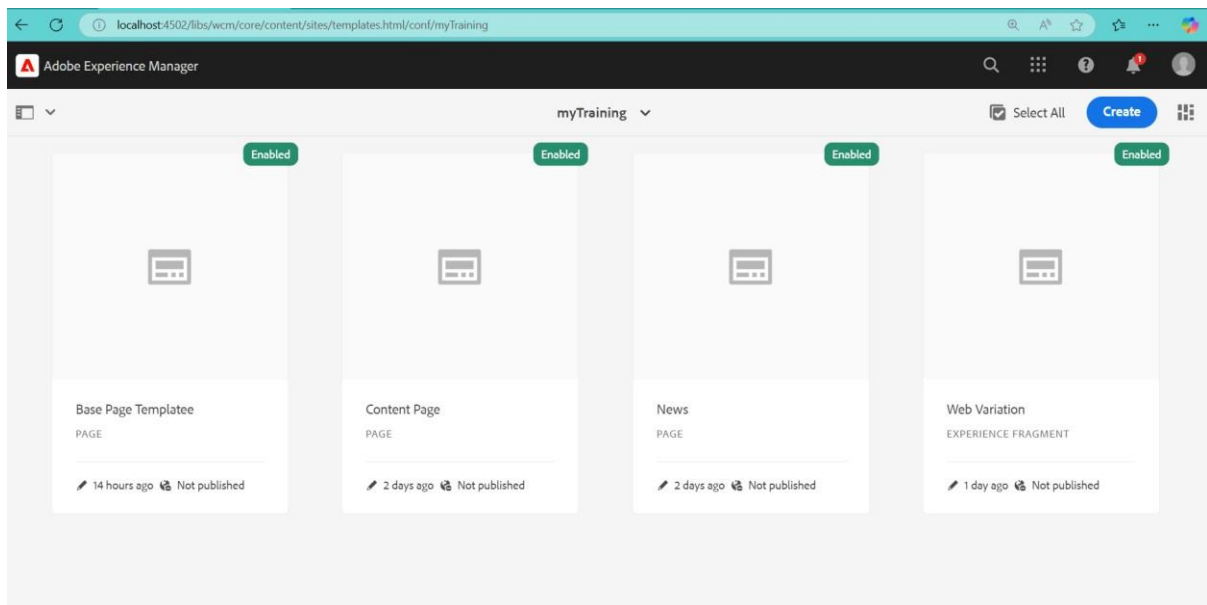 localhost:4502/libs/wcm/core/content/sites/templates.html/conf/myTraining
Adobe Experience Manager
1
myTraining
Select All
Create
Enabled
Enabled
Enabled
Enabled
Base Page Templatee
PAGE
14 hours ago Not published
Content Page
PAGE
2 days ago Not published
News
PAGE
2 days ago Not published
Web Variation
EXPERIENCE FRAGMENT
1 day ago Not published